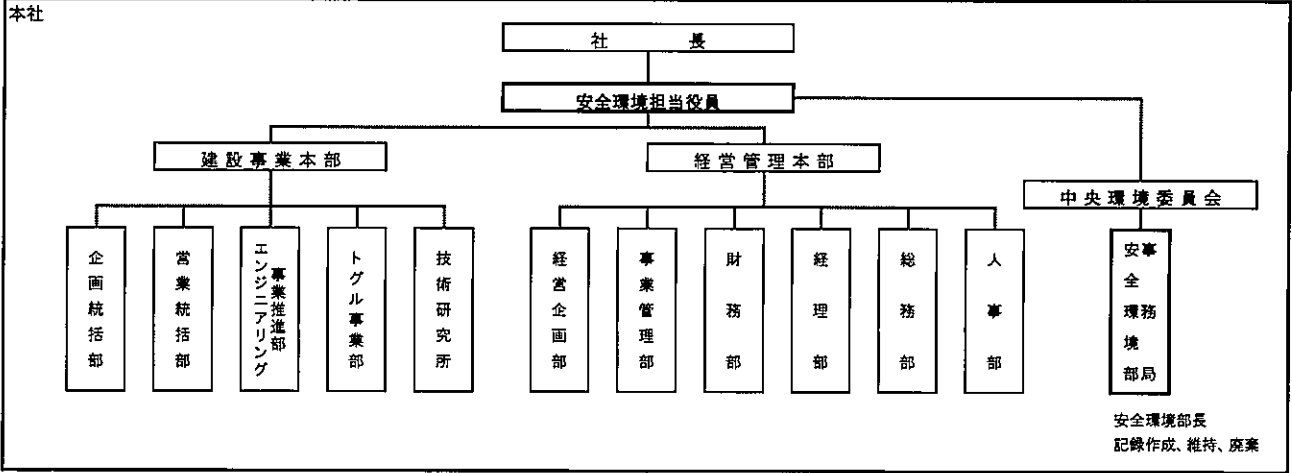 本社
社長
安全環境担当役員
建設事業本部
経営管理本部
中央環境委員会
企画統括部
営業統括部
エンジニアリング
事業推進部
トグル事業部
技術研究所
経営企画部
事業管理部
財務部
経理部
総務部
人事部
事務局
安全環境部
安全環境部長
記録作成、維持、廃棄